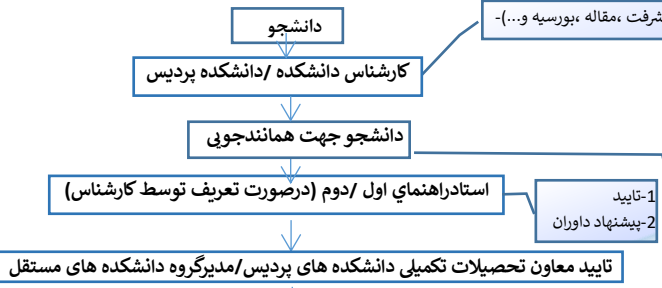 دانشجو
شرفت ،مقاله ،بورسیه و...)-
کارشناس دانشکده /دانشکده پردیس
دانشجو جهت همانندجویی
استادراهنماي اول /دوم (درصورت تعریف توسط کارشناس)
1-تایید
2-پیشنهاد داوران
تایید معاون تحصیلات تکمیلی دانشکده های پردیس/مدیرگروه دانشکده های مستقل